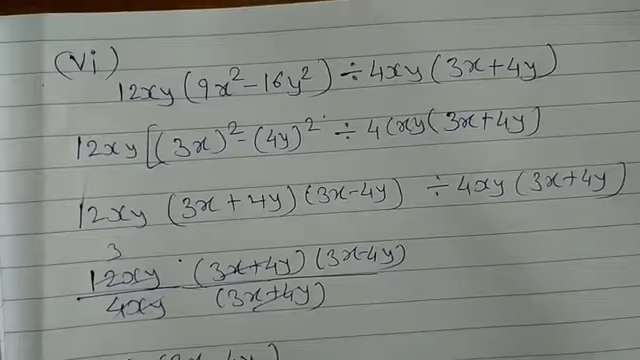 (vi)
12xy(9x²-16y²)÷4xy(3x+4y)
12xy[(3x)²-(4y)²÷4(xy(3x+4y)
12xy (3x+4y)(3x-4y) ÷4xy(3x+4y)
3
12xy · (3x+4y)(3x-4y)
4xy (3x+4y)